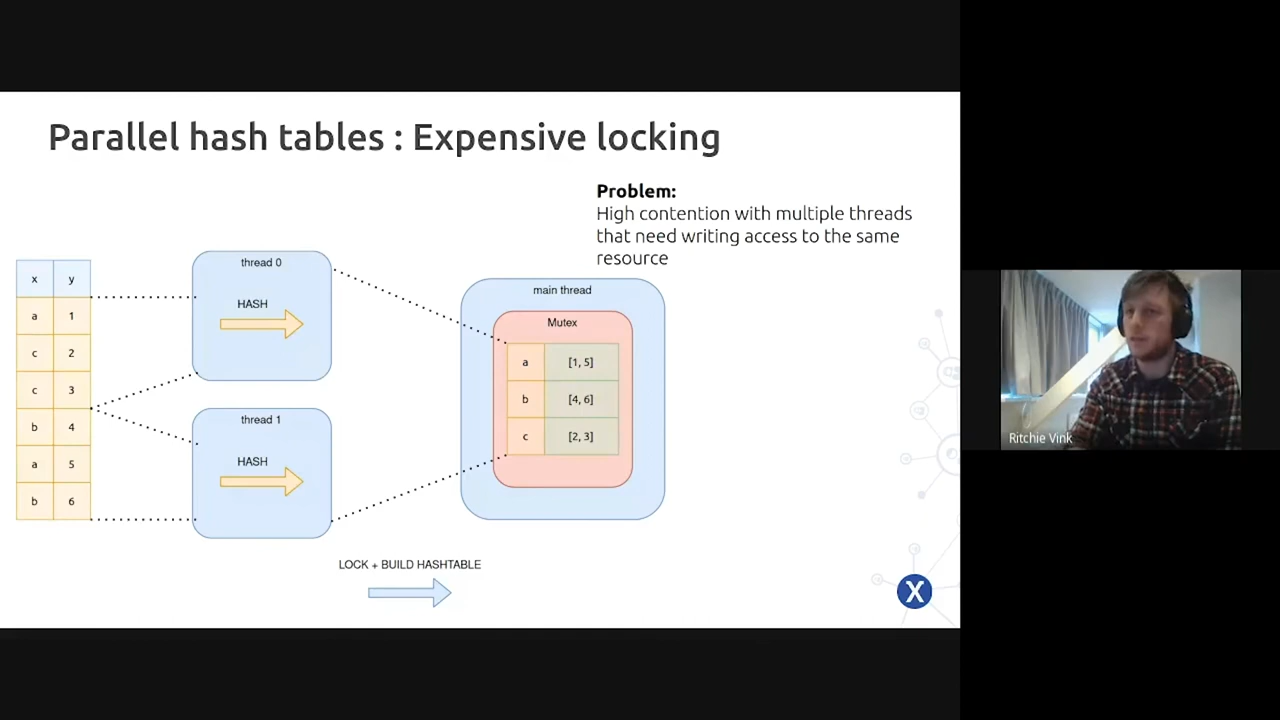 Parallel hash tables : Expensive locking
Problem:
High contention with multiple threads
that need writing access to the same
resource
x y
a 1
c 2
c 3
b 4
a 5
b 6
thread 0
HASH
thread 1
HASH
main thread
Mutex
a [1, 5]
b [4, 6]
c [2, 3]
LOCK + BUILD HASHTABLE
X
Ritchie Vink